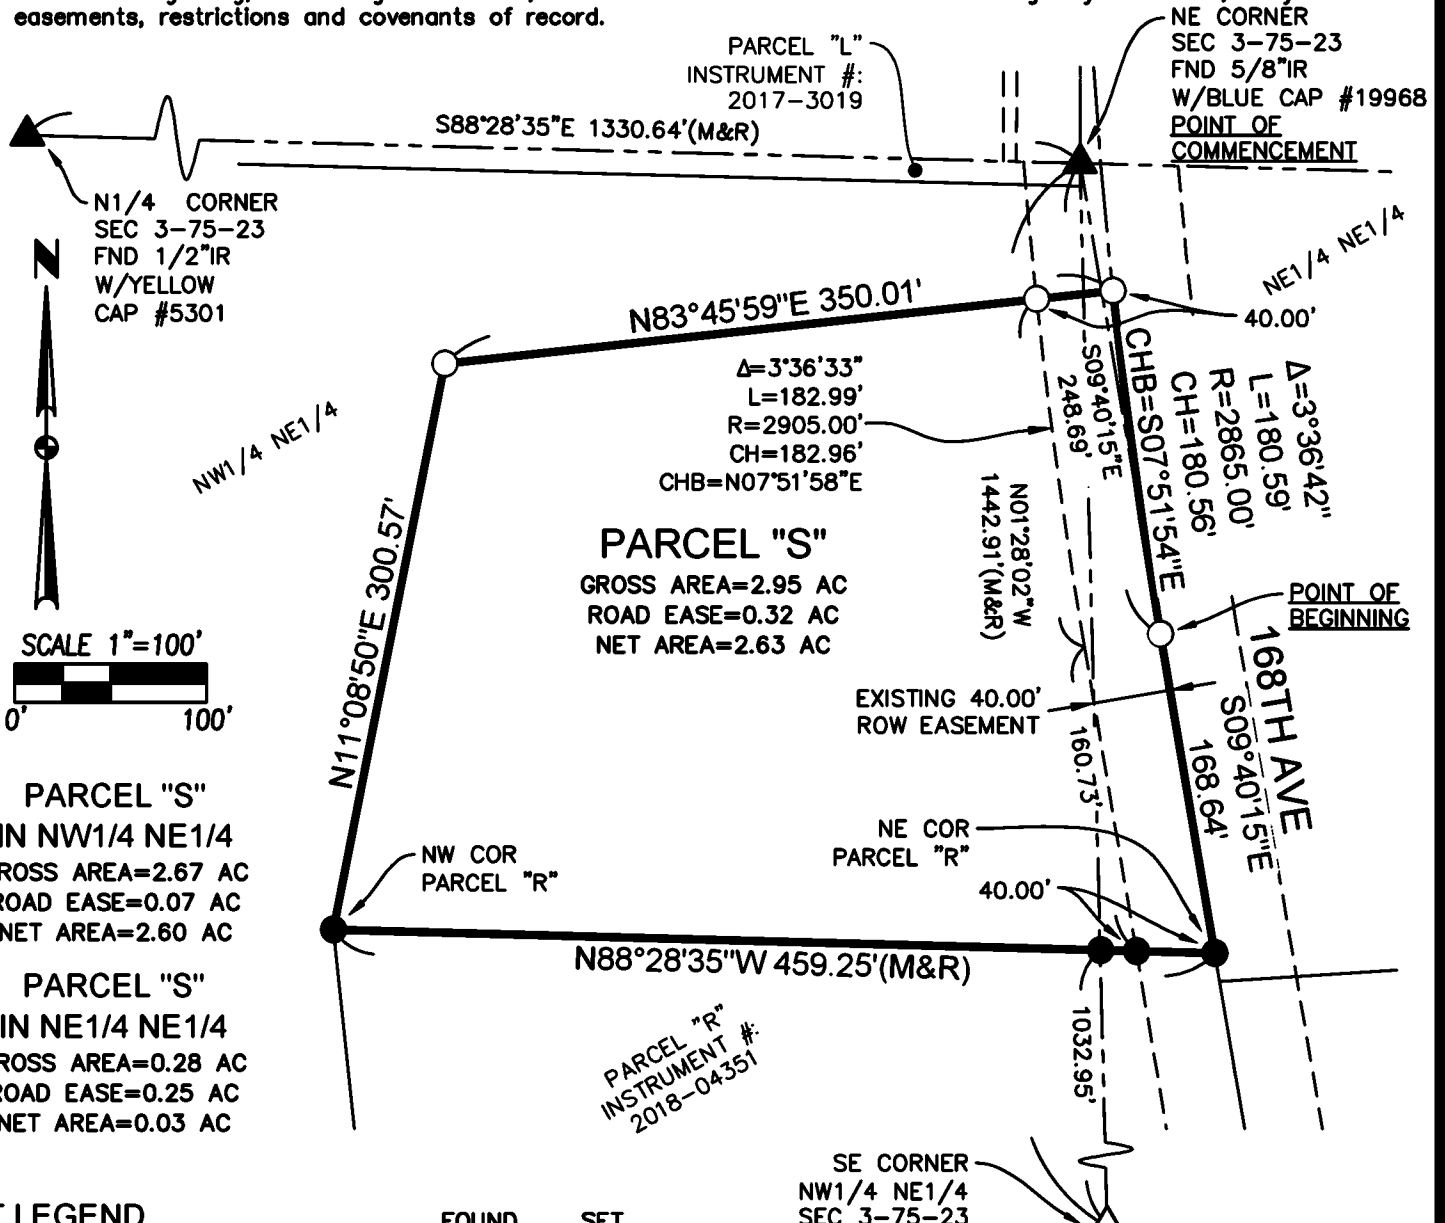 easements, restrictions and covenants of record.
PARCEL "L"
INSTRUMENT #:
2017-3019
NE CORNER
SEC 3-75-23
FND 5/8"IR
W/BLUE CAP #19968
POINT OF
COMMENCEMENT
S88°28'35"E 1330.64'(M&R)
N1/4 CORNER
SEC 3-75-23
FND 1/2"IR
W/YELLOW
CAP #5301
N
NE1/4 NE1/4
N83°45'59"E 350.01'
40.00'
Δ=3°36'33"
L=182.99'
R=2905.00'
CH=182.96'
CHB=N07°51'58"E
S09°40'15"E
248.69'
CHB=S07°51'54"E
CH=180.56'
R=2865.00'
L=180.59'
Δ=3°36'42"
NW1/4 NE1/4
N11°08'50"E 300.57'
PARCEL "S"
GROSS AREA=2.95 AC
ROAD EASE=0.32 AC
NET AREA=2.63 AC
N01°28'02"W
1442.91'(M&R)
POINT OF
BEGINNING
SCALE 1"=100'
0' 100'
EXISTING 40.00'
ROW EASEMENT
160.73'
168TH AVE
S09°40'15"E
168.64'
PARCEL "S"
IN NW1/4 NE1/4
ROSS AREA=2.67 AC
ROAD EASE=0.07 AC
NET AREA=2.60 AC
NW COR
PARCEL "R"
NE COR
PARCEL "R"
40.00'
N88°28'35"W 459.25'(M&R)
PARCEL "S"
IN NE1/4 NE1/4
ROSS AREA=0.28 AC
ROAD EASE=0.25 AC
NET AREA=0.03 AC
PARCEL "R"
INSTRUMENT #:
2018-04351
1032.95'
SE CORNER
NW1/4 NE1/4
SEC 3-75-23
LEGEND
FOUND SET